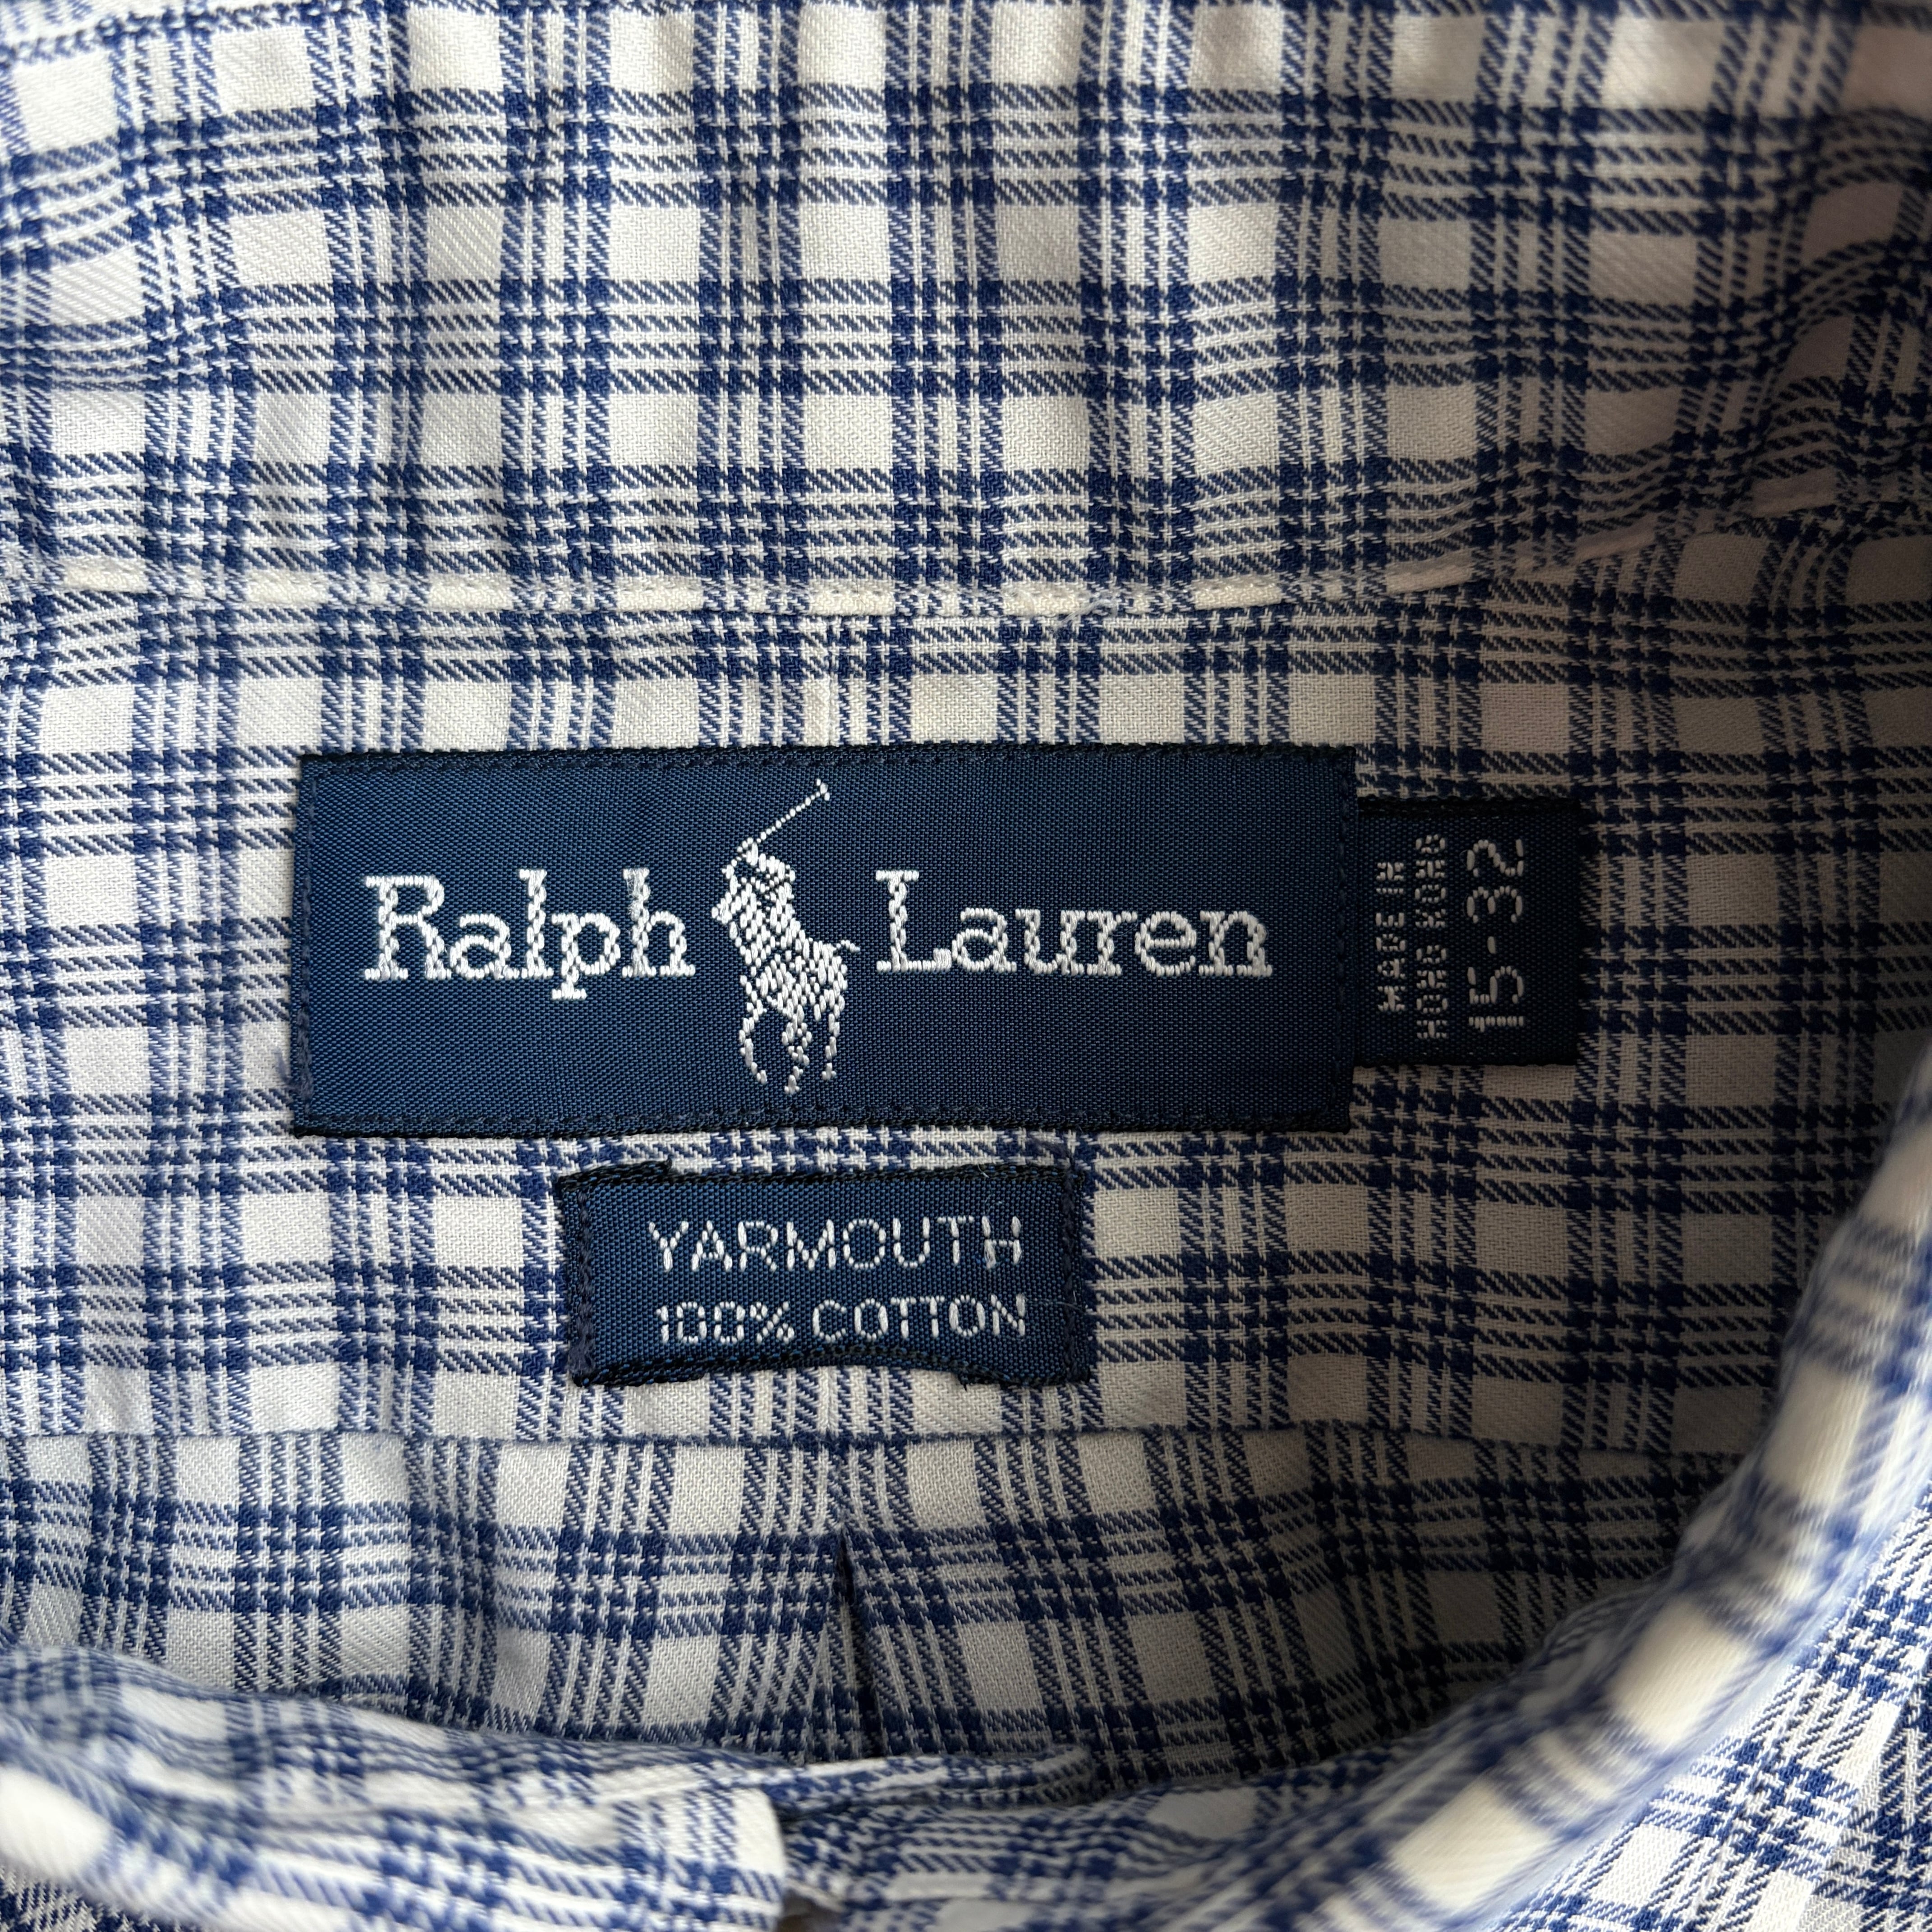 Ralph Lauren
MADE IN
HONG KONG
15-32
YARMOUTH
100% COTTON